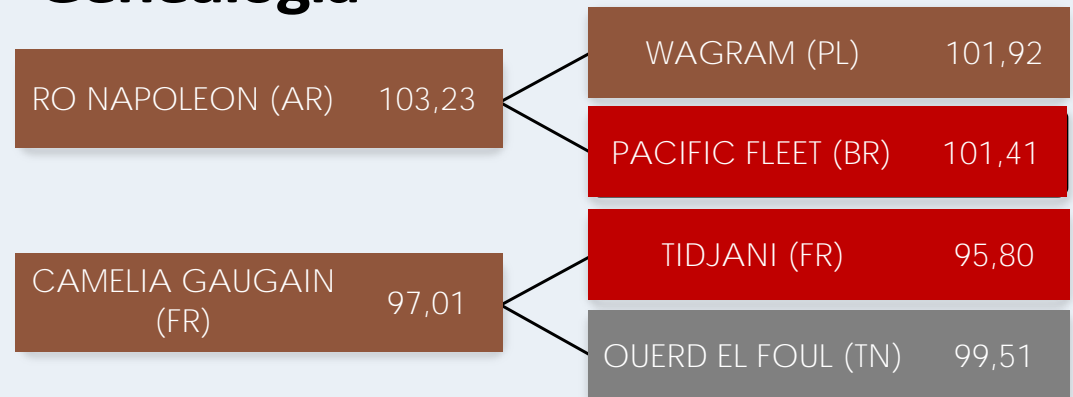 Genealogía
WAGRAM (PL) 101,92
RO NAPOLEON (AR) 103,23
PACIFIC FLEET (BR) 101,41
TIDJANI (FR) 95,80
CAMELIA GAUGAIN
(FR) 97,01
OUERD EL FOUL (TN) 99,51